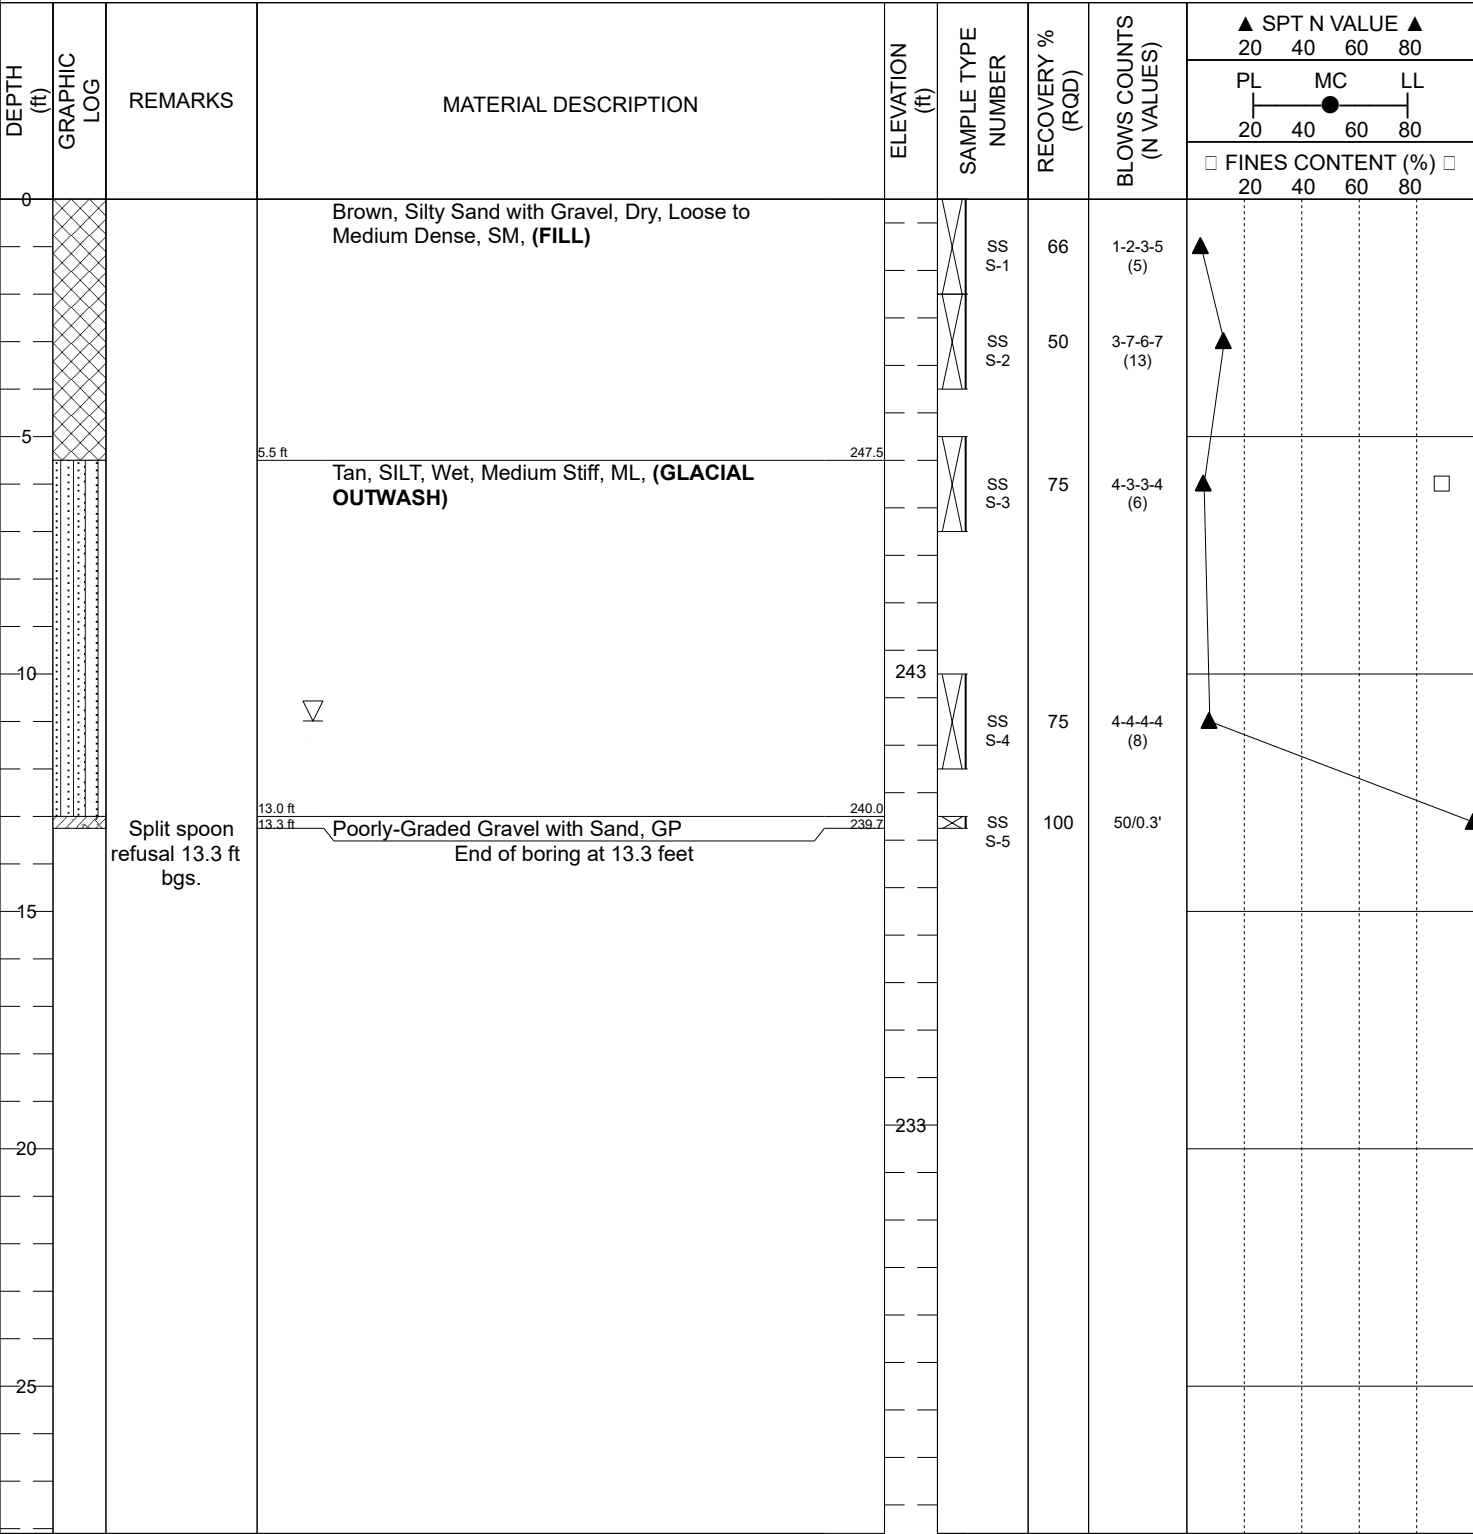 DEPTH
(ft)
GRAPHIC
LOG
REMARKS
MATERIAL DESCRIPTION
ELEVATION
(ft)
SAMPLE TYPE
NUMBER
RECOVERY %
(RQD)
BLOWS COUNTS
(N VALUES)
▲ SPT N VALUE ▲
20 40 60 80
PL MC LL
20 40 60 80
□ FINES CONTENT (%) □
20 40 60 80
0
Brown, Silty Sand with Gravel, Dry, Loose to
Medium Dense, SM, (FILL)
SS
S-1
66
1-2-3-5
(5)
SS
S-2
50
3-7-6-7
(13)
5
5.5 ft
247.5
Tan, SILT, Wet, Medium Stiff, ML, (GLACIAL
OUTWASH)
SS
S-3
75
4-3-3-4
(6)
10
243
SS
S-4
75
4-4-4-4
(8)
13.0 ft
240.0
13.3 ft
239.7
Split spoon
refusal 13.3 ft
bgs.
Poorly-Graded Gravel with Sand, GP
End of boring at 13.3 feet
SS
S-5
100
50/0.3'
15
233
20
25